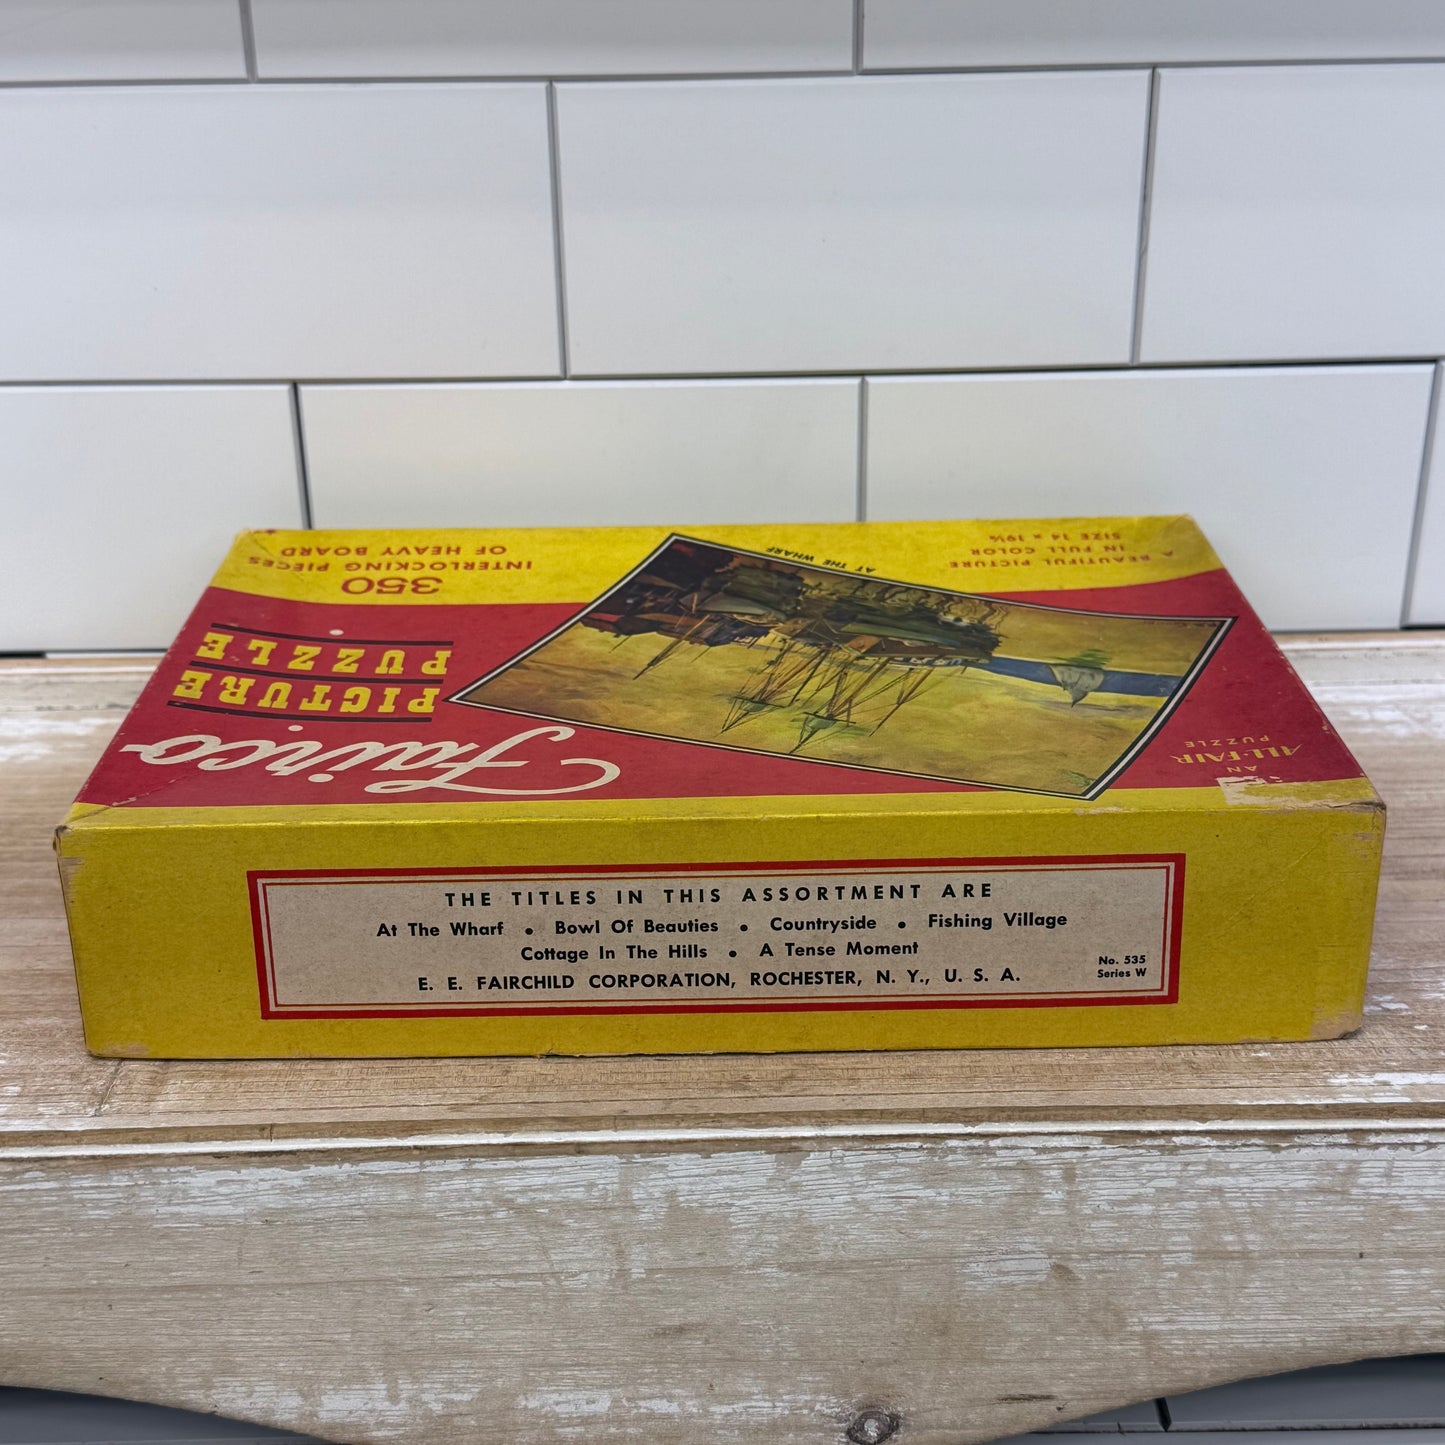 Fairco
PICTURE
PUZZLE
350
INTERLOCKING PIECES
OF HEAVY BOARD
AN
ALL-FAIR
PUZZLE
AT THE WHARF
A BEAUTIFUL PICTURE
IN FULL COLOR
SIZE 14 x 19½
THE TITLES IN THIS ASSORTMENT ARE
At The Wharf • Bowl Of Beauties • Countryside • Fishing Village
Cottage In The Hills • A Tense Moment
E. E. FAIRCHILD CORPORATION, ROCHESTER, N. Y., U. S. A.
No. 535
Series W